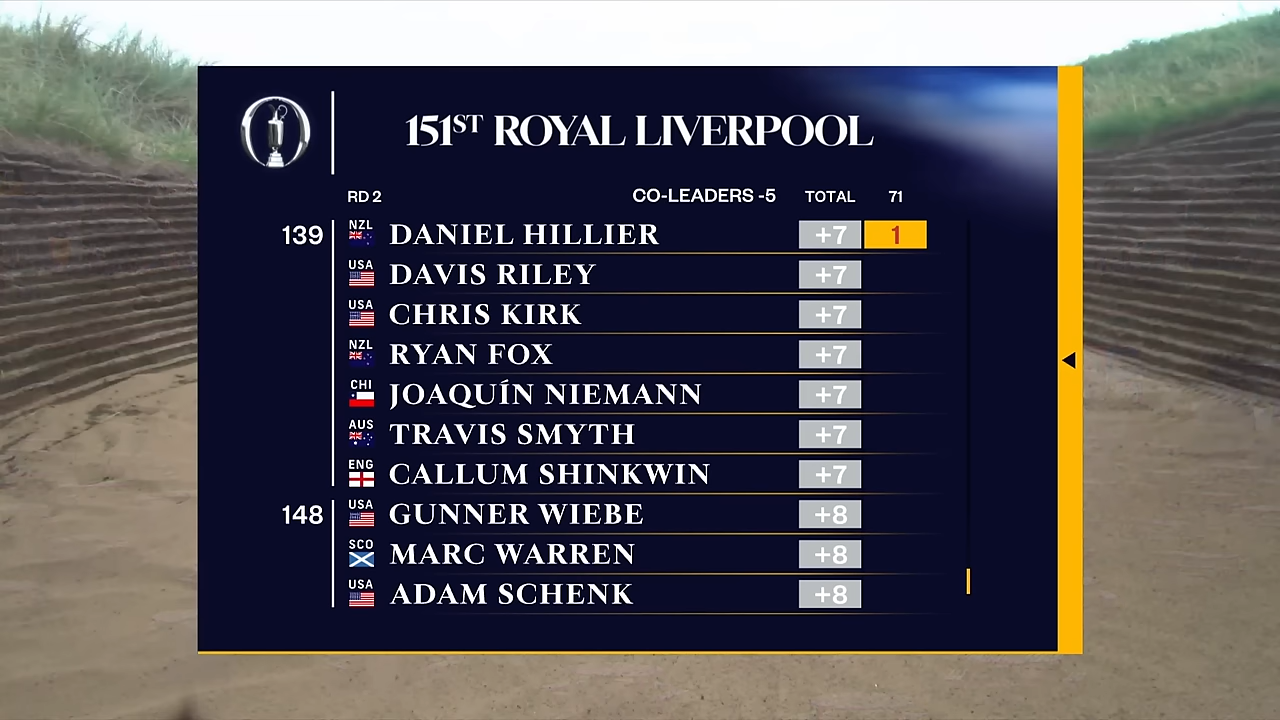 151ST ROYAL LIVERPOOL
RD 2 CO-LEADERS -5 TOTAL 71
139 NZL DANIEL HILLIER +7 1
USA DAVIS RILEY +7
USA CHRIS KIRK +7
NZL RYAN FOX +7
CHI JOAQUÍN NIEMANN +7
AUS TRAVIS SMYTH +7
ENG CALLUM SHINKWIN +7
148 USA GUNNER WIEBE +8
SCO MARC WARREN +8
USA ADAM SCHENK +8